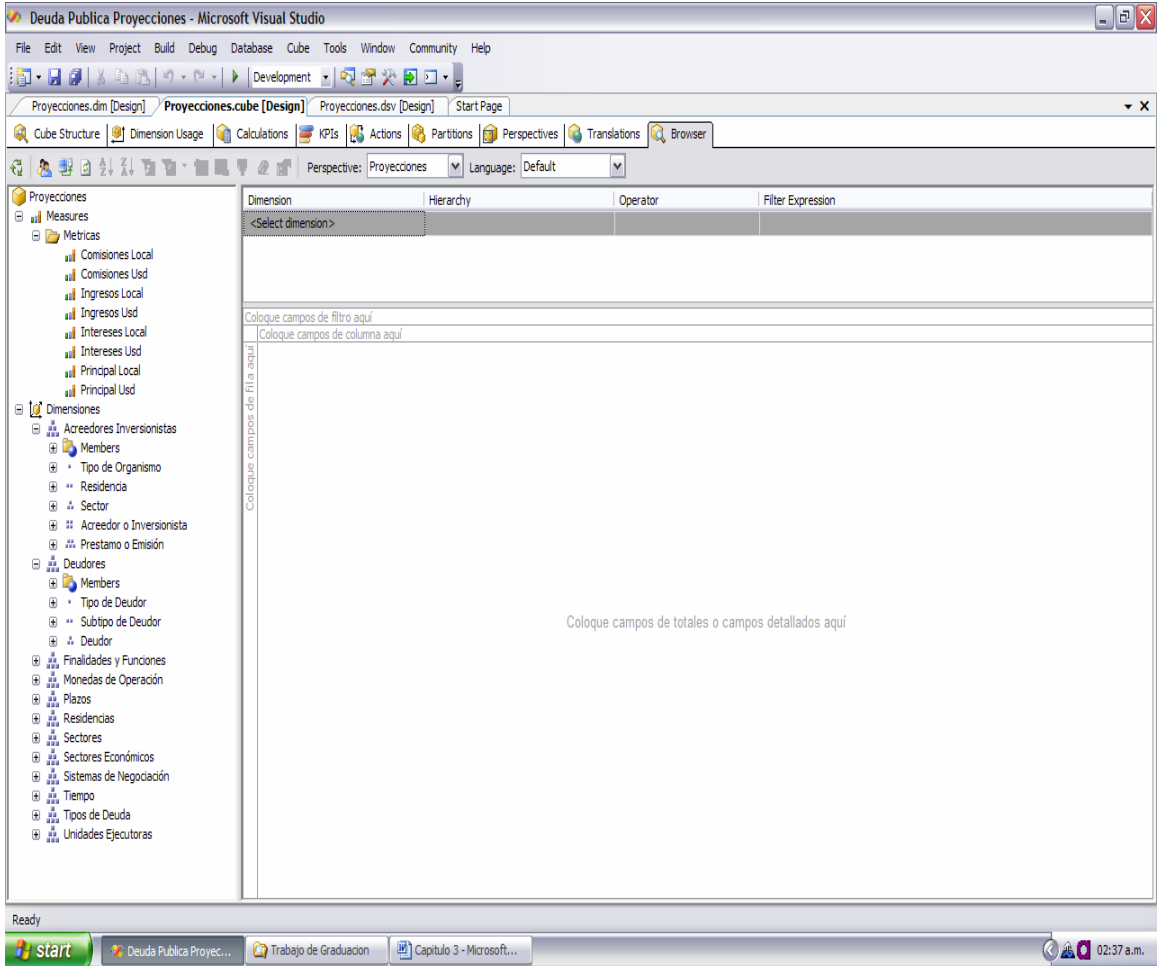 Deuda Publica Proyecciones - Microsoft Visual Studio
File Edit View Project Build Debug Database Cube Tools Window Community Help
Development
Proyecciones.dim [Design] Proyecciones.cube [Design] Proyecciones.dsv [Design] Start Page
Cube Structure Dimension Usage Calculations KPIs Actions Partitions Perspectives Translations Browser
Perspective: Proyecciones Language: Default
Proyecciones
Measures
Metricas
Comisiones Local
Comisiones Usd
Ingresos Local
Ingresos Usd
Intereses Local
Intereses Usd
Principal Local
Principal Usd
Dimensiones
Acreedores Inversionistas
Members
Tipo de Organismo
Residencia
Sector
Acreedor o Inversionista
Prestamo o Emisión
Deudores
Members
Tipo de Deudor
Subtipo de Deudor
Deudor
Finalidades y Funciones
Monedas de Operación
Plazos
Residencias
Sectores
Sectores Económicos
Sistemas de Negociación
Tiempo
Tipos de Deuda
Unidades Ejecutoras
Dimension Hierarchy Operator Filter Expression
<Select dimension>
Coloque campos de filtro aquí
Coloque campos de columna aquí
Coloque campos de fila aquí
Coloque campos de totales o campos detallados aquí
Ready
start Deuda Publica Proyec... Trabajo de Graduacion Capitulo 3 - Microsoft... 02:37 a.m.